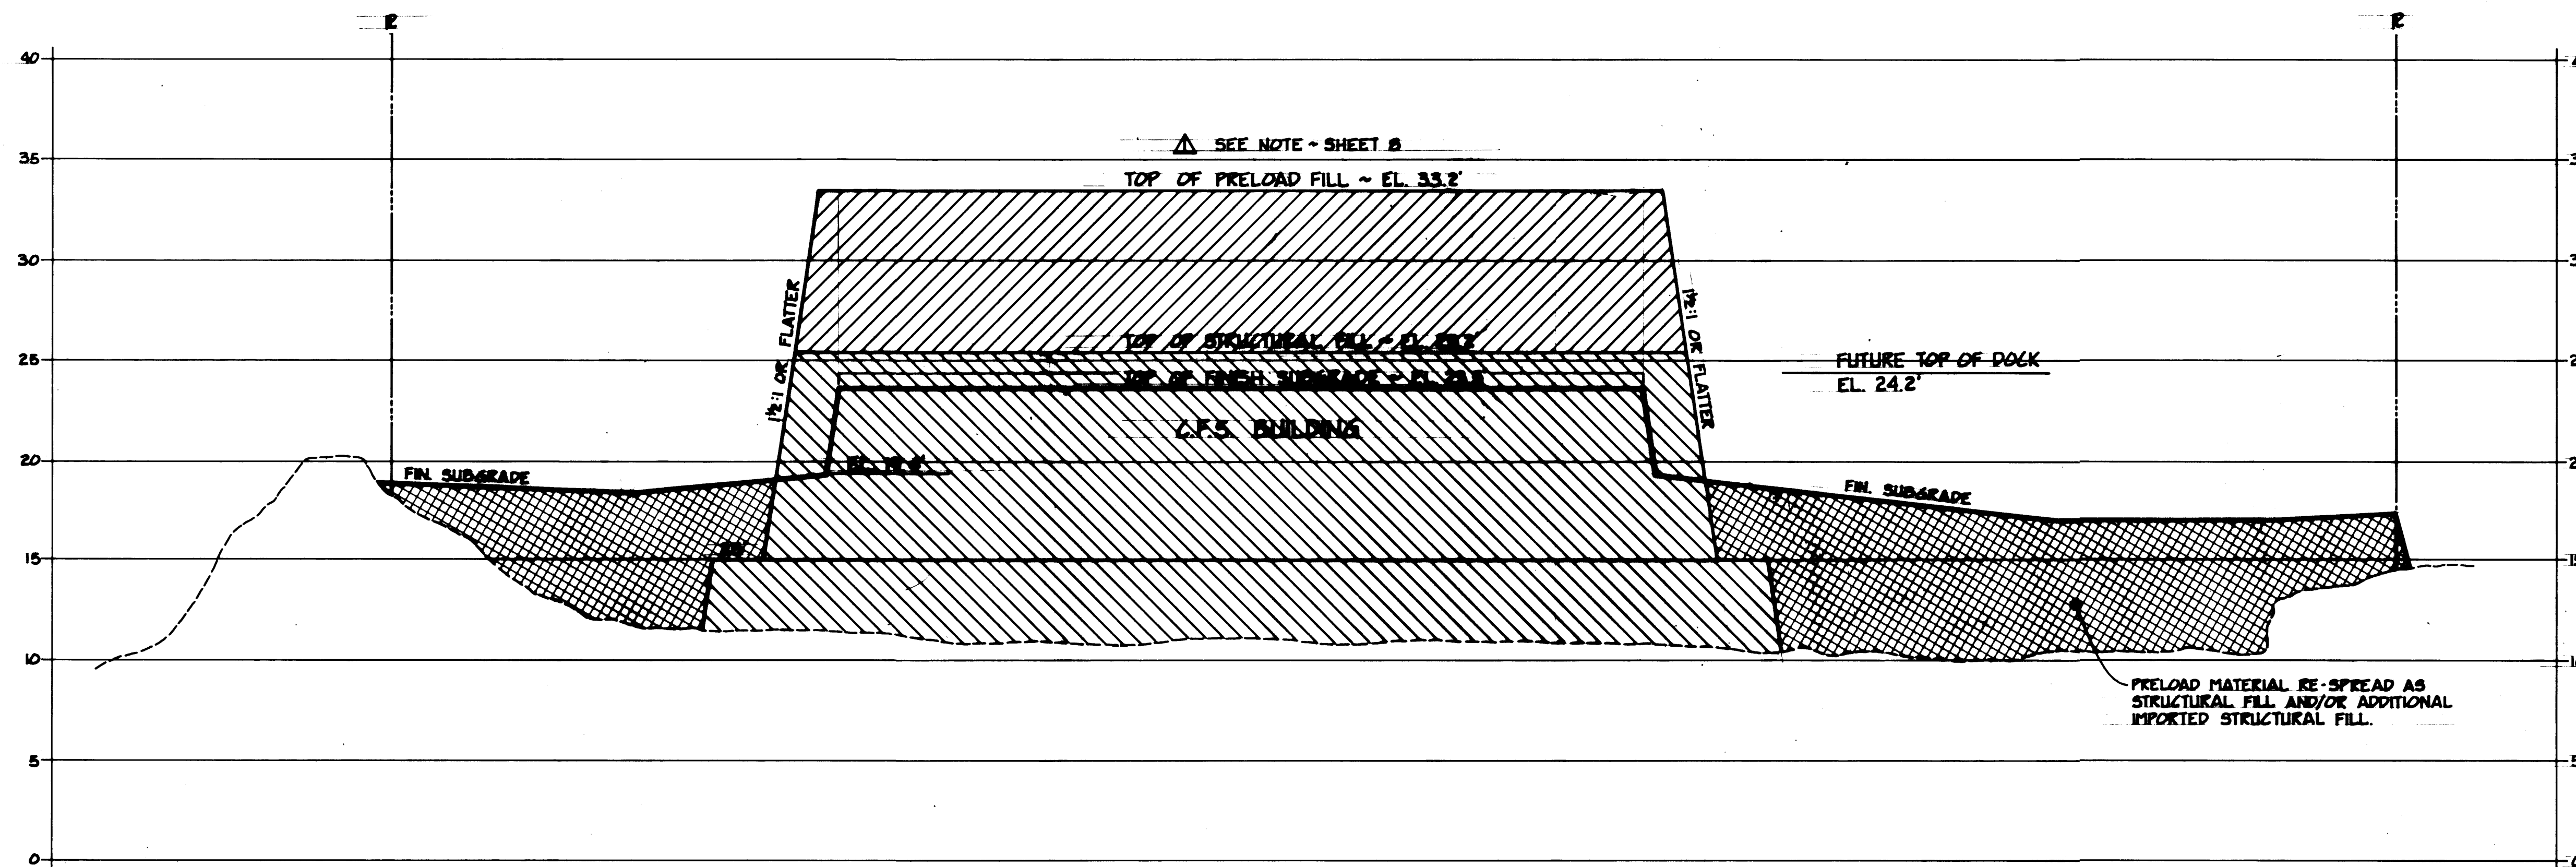 40
35
30
25
20
15
10
5
0
SEE NOTE ~ SHEET 8
TOP OF PRELOAD FILL ~ EL. 33.2'
1½:1 OR FLATTER
1½:1 OR FLATTER
TOP OF STRUCTURAL FILL ~ EL.
TOP OF FINISH SUBGRADE ~ EL.
C.F.S. BUILDING
FUTURE TOP OF DOCK
EL. 24.2'
FIN. SUBGRADE
EL.
FIN. SUBGRADE
PRELOAD MATERIAL RE-SPREAD AS
STRUCTURAL FILL AND/OR ADDITIONAL
IMPORTED STRUCTURAL FILL.
5